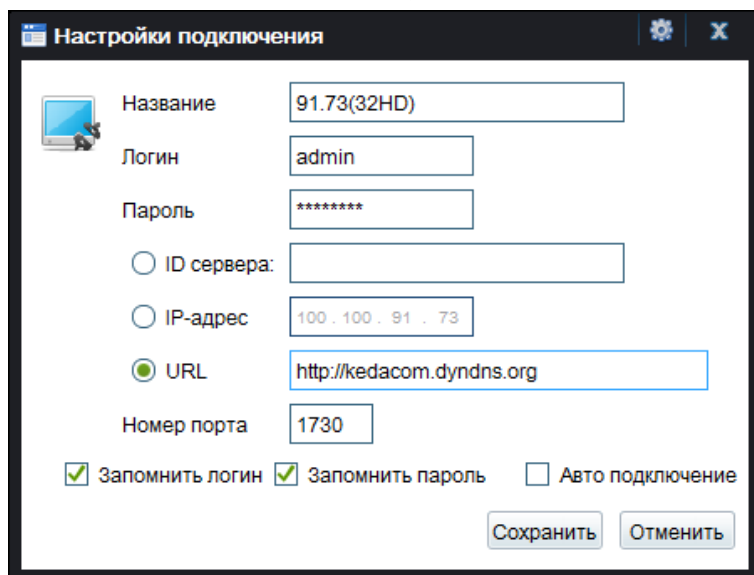 Настройки подключения
Название 91.73(32HD)
Логин admin
Пароль ********
ID сервера:
IP-адрес 100 . 100 . 91 . 73
URL http://kedacom.dyndns.org
Номер порта 1730
Запомнить логин Запомнить пароль Авто подключение
Сохранить Отменить